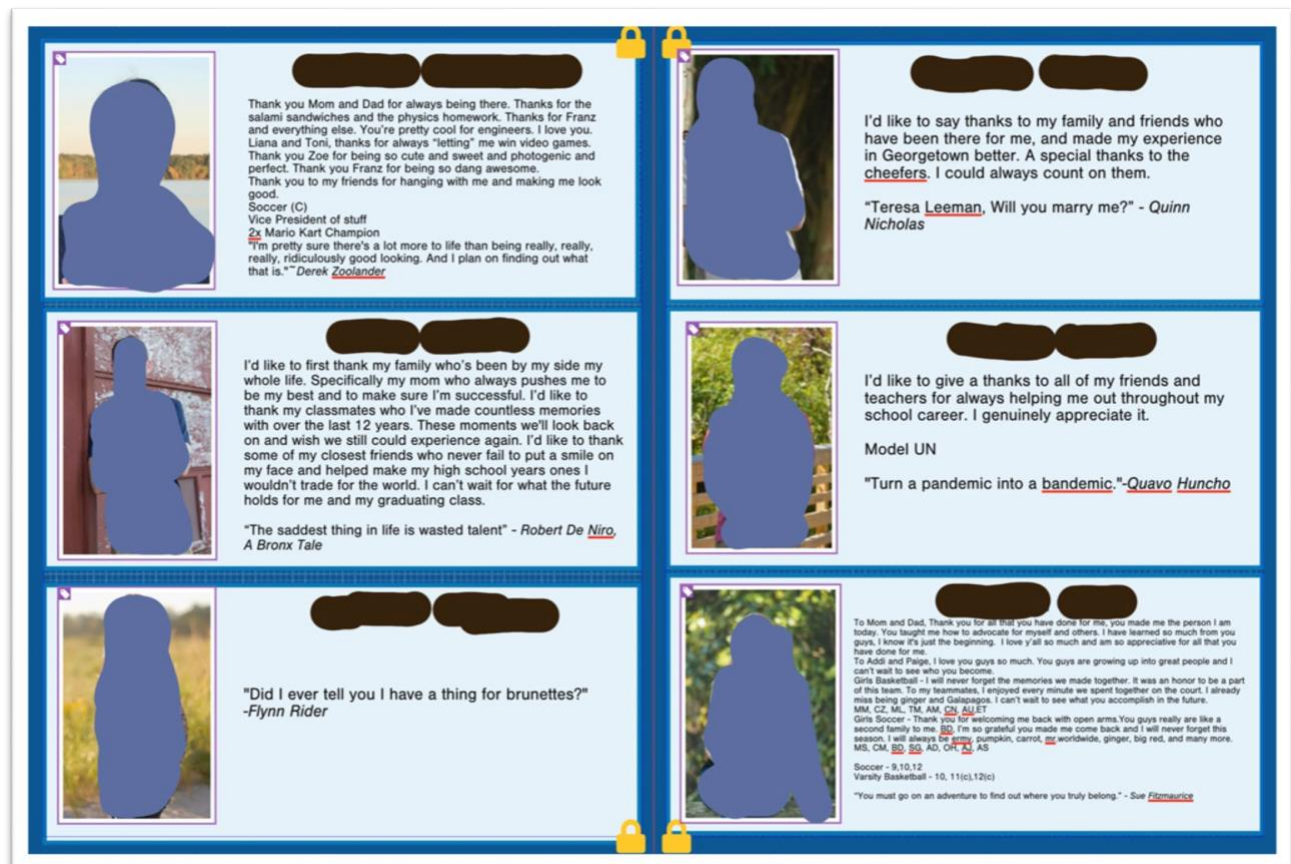 Thank you Mom and Dad for always being there. Thanks for the
salami sandwiches and the physics homework. Thanks for Franz
and everything else. You're pretty cool for engineers. I love you.
Liana and Toni, thanks for always "letting" me win video games.
Thank you Zoe for being so cute and sweet and photogenic and
perfect. Thank you Franz for being so dang awesome.
Thank you to my friends for hanging with me and making me look
good.
Soccer (C)
Vice President of stuff
2x Mario Kart Champion
"I'm pretty sure there's a lot more to life than being really, really,
really, ridiculously good looking. And I plan on finding out what
that is."~Derek Zoolander
I'd like to first thank my family who's been by my side my
whole life. Specifically my mom who always pushes me to
be my best and to make sure I'm successful. I'd like to
thank my classmates who I've made countless memories
with over the last 12 years. These moments we'll look back
on and wish we still could experience again. I'd like to thank
some of my closest friends who never fail to put a smile on
my face and helped make my high school years ones I
wouldn't trade for the world. I can't wait for what the future
holds for me and my graduating class.
"The saddest thing in life is wasted talent" - Robert De Niro,
A Bronx Tale
"Did I ever tell you I have a thing for brunettes?"
-Flynn Rider
I'd like to say thanks to my family and friends who
have been there for me, and made my experience
in Georgetown better. A special thanks to the
cheefers. I could always count on them.
"Teresa Leeman, Will you marry me?" - Quinn
Nicholas
I'd like to give a thanks to all of my friends and
teachers for always helping me out throughout my
school career. I genuinely appreciate it.
Model UN
"Turn a pandemic into a bandemic."-Quavo Huncho
To Mom and Dad, Thank you for all that you have done for me, you made me the person I am
today. You taught me how to advocate for myself and others. I have learned so much from you
guys, I know it's just the beginning. I love y'all so much and am so appreciative for all that you
have done for me.
To Addi and Paige, I love you guys so much. You guys are growing up into great people and I
can't wait to see who you become.
Girls Basketball - I will never forget the memories we made together. It was an honor to be a part
of this team. To my teammates, I enjoyed every minute we spent together on the court. I already
miss being ginger and Galapagos. I can't wait to see what you accomplish in the future.
MM, CZ, ML, TM, AM, CN, AU,ET
Girls Soccer - Thank you for welcoming me back with open arms.You guys really are like a
second family to me. BD, I'm so grateful you made me come back and I will never forget this
season. I will always be ermy, pumpkin, carrot, mr worldwide, ginger, big red, and many more.
MS, CM, BD, SG, AD, OH, AJ, AS
Soccer - 9,10,12
Varsity Basketball - 10, 11(c),12(c)
"You must go on an adventure to find out where you truly belong." - Sue Fitzmaurice